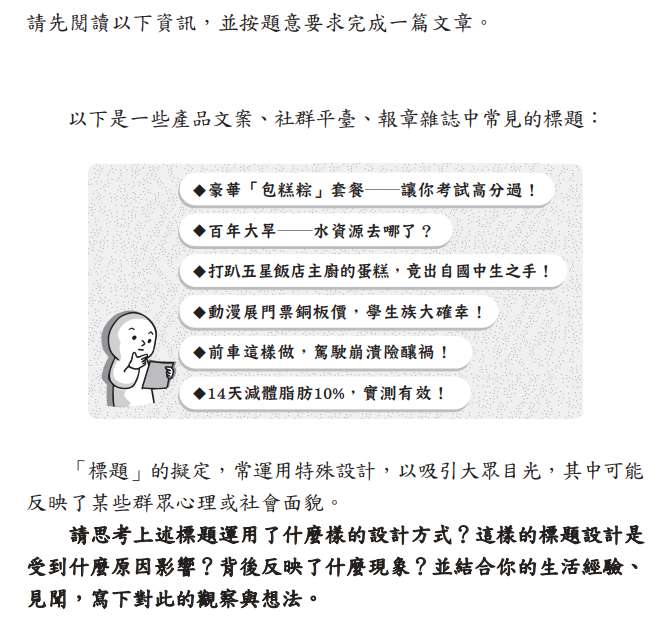 請先閱讀以下資訊，並按題意要求完成一篇文章。
以下是一些產品文案、社群平臺、報章雜誌中常見的標題：
◆豪華「包糕粽」套餐──讓你考試高分過！
◆百年大旱──水資源去哪了？
◆打趴五星飯店主廚的蛋糕，竟出自國中生之手！
◆動漫展門票銅板價，學生族大確幸！
◆前車這樣做，駕駛崩潰險釀禍！
◆14天減體脂肪10%，實測有效！
「標題」的擬定，常運用特殊設計，以吸引大眾目光，其中可能
反映了某些群眾心理或社會面貌。
請思考上述標題運用了什麼樣的設計方式？這樣的標題設計是
受到什麼原因影響？背後反映了什麼現象？並結合你的生活經驗、
見聞，寫下對此的觀察與想法。